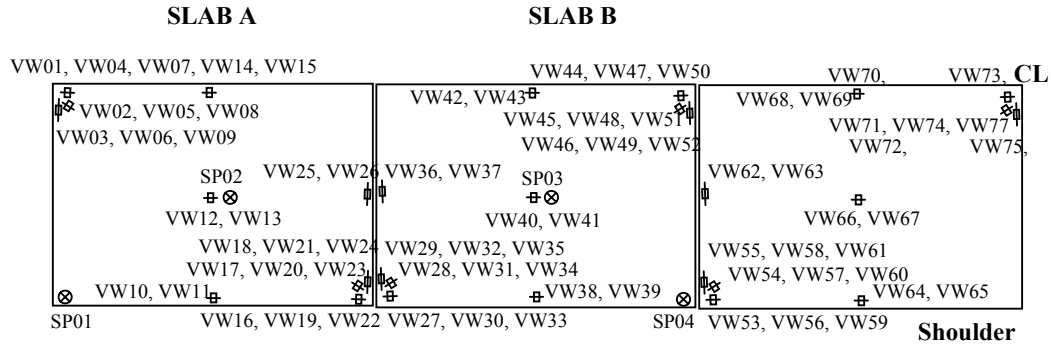 SLAB A
SLAB B
VW01, VW04, VW07, VW14, VW15
VW44, VW47, VW50
VW70,
VW73, CL
VW02, VW05, VW08
VW42, VW43
VW45, VW48, VW51
VW68, VW69
VW71, VW74, VW77
VW03, VW06, VW09
VW46, VW49, VW52
VW72,
VW75,
SP02
VW25, VW26
VW36, VW37
SP03
VW62, VW63
VW12, VW13
VW40, VW41
VW66, VW67
VW18, VW21, VW24
VW29, VW32, VW35
VW55, VW58, VW61
VW17, VW20, VW23
VW28, VW31, VW34
VW54, VW57, VW60
VW10, VW11
VW38, VW39
VW64, VW65
SP01
VW16, VW19, VW22
VW27, VW30, VW33
SP04
VW53, VW56, VW59
Shoulder